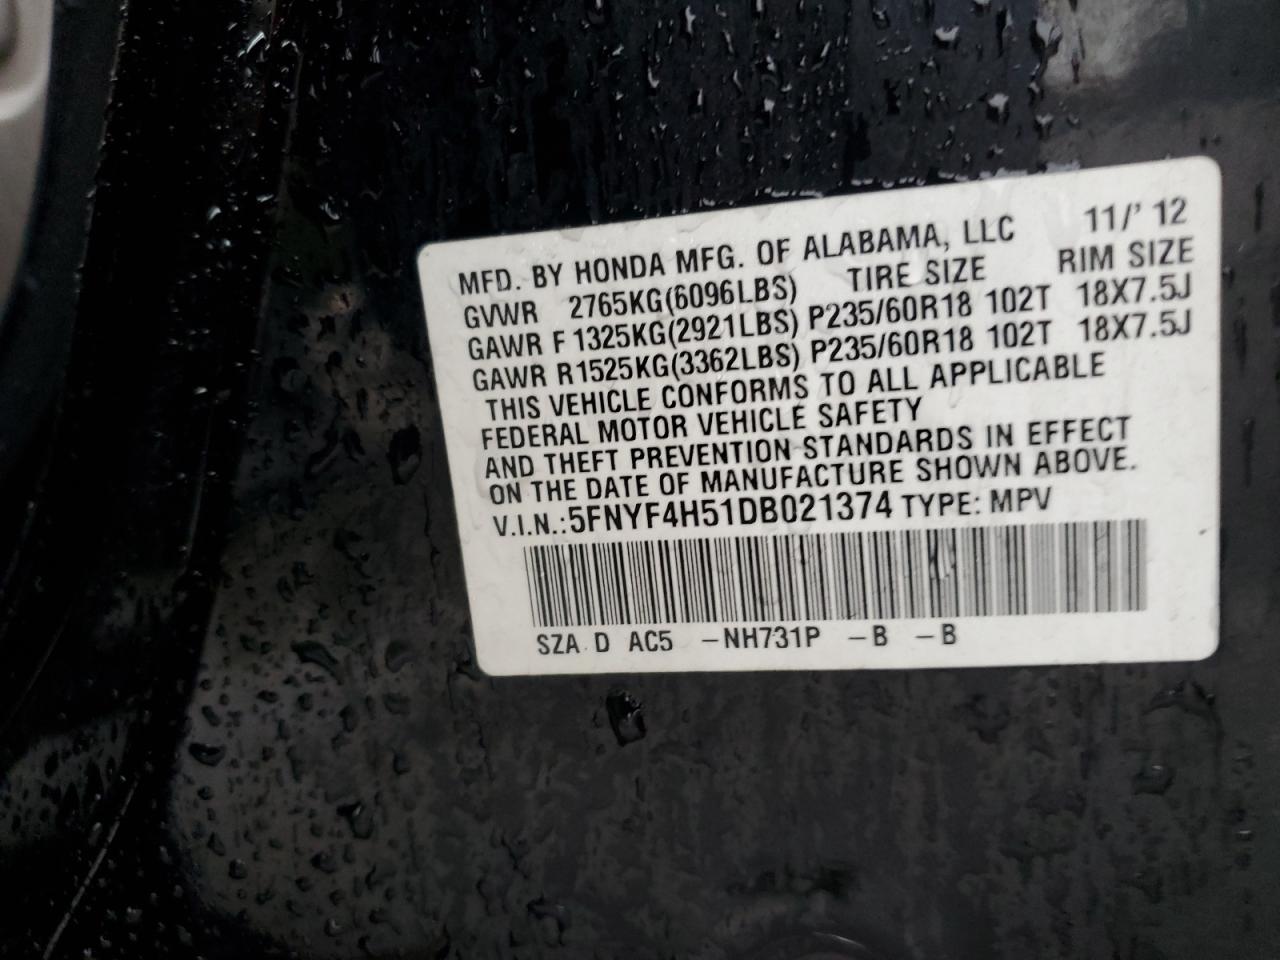 MFD. BY HONDA MFG. OF ALABAMA, LLC 11/' 12
GVWR 2765KG(6096LBS) TIRE SIZE RIM SIZE
GAWR F 1325KG(2921LBS) P235/60R18 102T 18X7.5J
GAWR R1525KG(3362LBS) P235/60R18 102T 18X7.5J
THIS VEHICLE CONFORMS TO ALL APPLICABLE
FEDERAL MOTOR VEHICLE SAFETY
AND THEFT PREVENTION STANDARDS IN EFFECT
ON THE DATE OF MANUFACTURE SHOWN ABOVE.
V.I.N.:5FNYF4H51DB021374 TYPE: MPV
SZA D AC5 -NH731P -B -B